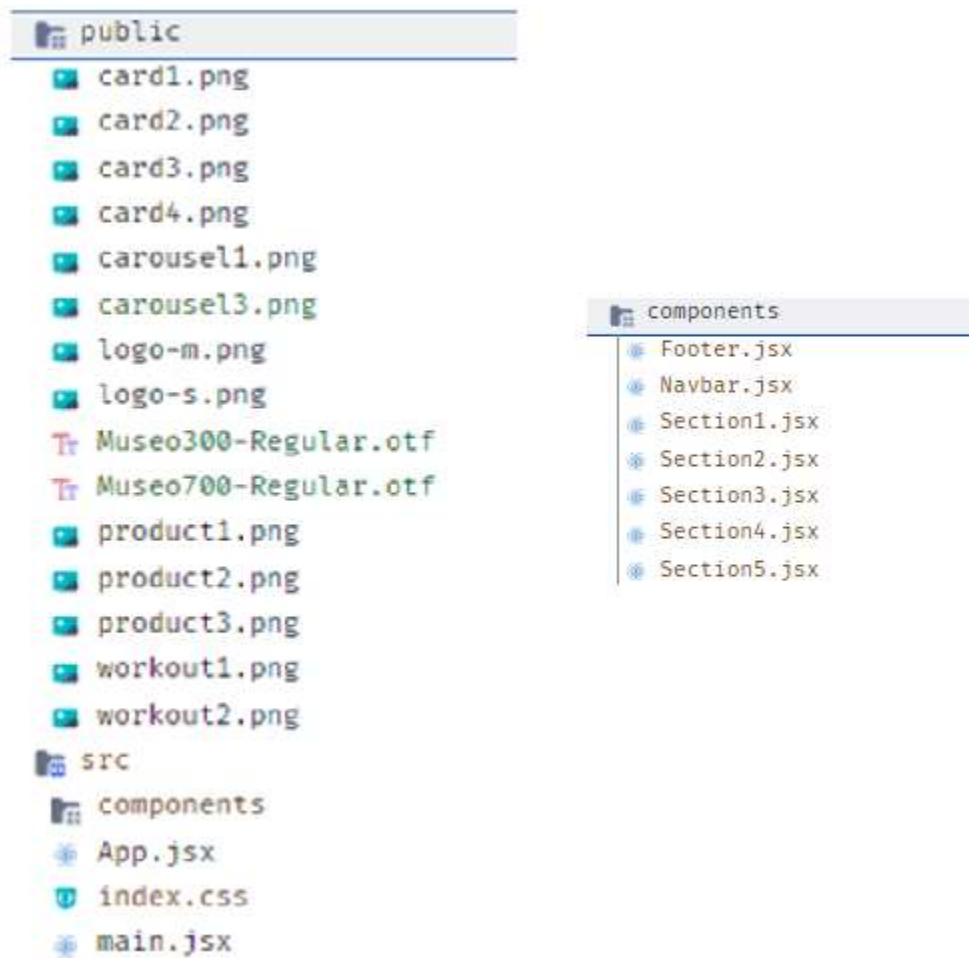 public
card1.png
card2.png
card3.png
card4.png
carousel1.png
carousel3.png
logo-m.png
logo-s.png
Museo300-Regular.otf
Museo700-Regular.otf
product1.png
product2.png
product3.png
workout1.png
workout2.png
src
components
App.jsx
index.css
main.jsx
components
Footer.jsx
Navbar.jsx
Section1.jsx
Section2.jsx
Section3.jsx
Section4.jsx
Section5.jsx